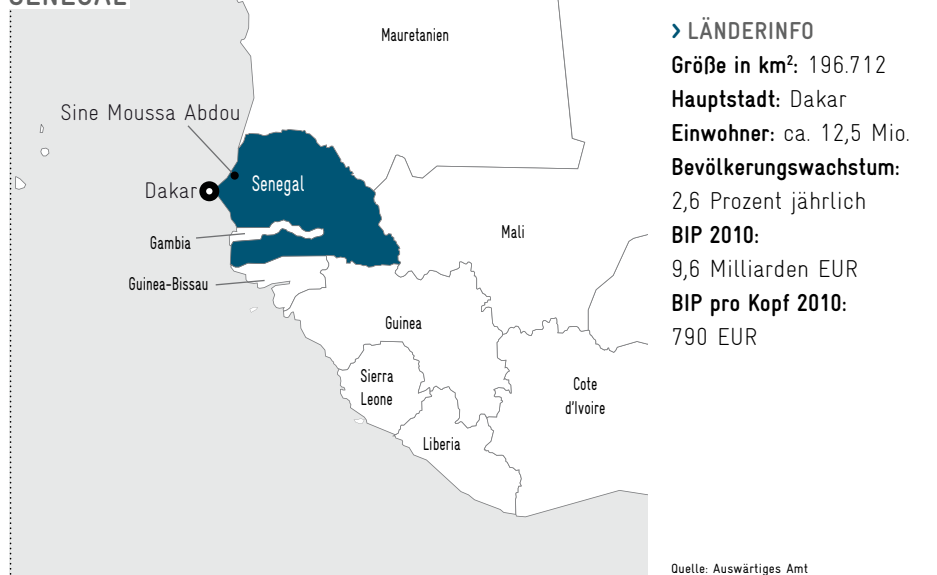 SENEGAL
Mauretanien
Sine Moussa Abdou
Dakar
Senegal
Gambia
Mali
Guinea-Bissau
Guinea
Sierra
Leone
Cote
d'Ivoire
Liberia
> LÄNDERINFO
Größe in km²: 196.712
Hauptstadt: Dakar
Einwohner: ca. 12,5 Mio.
Bevölkerungswachstum:
2,6 Prozent jährlich
BIP 2010:
9,6 Milliarden EUR
BIP pro Kopf 2010:
790 EUR
Quelle: Auswärtiges Amt